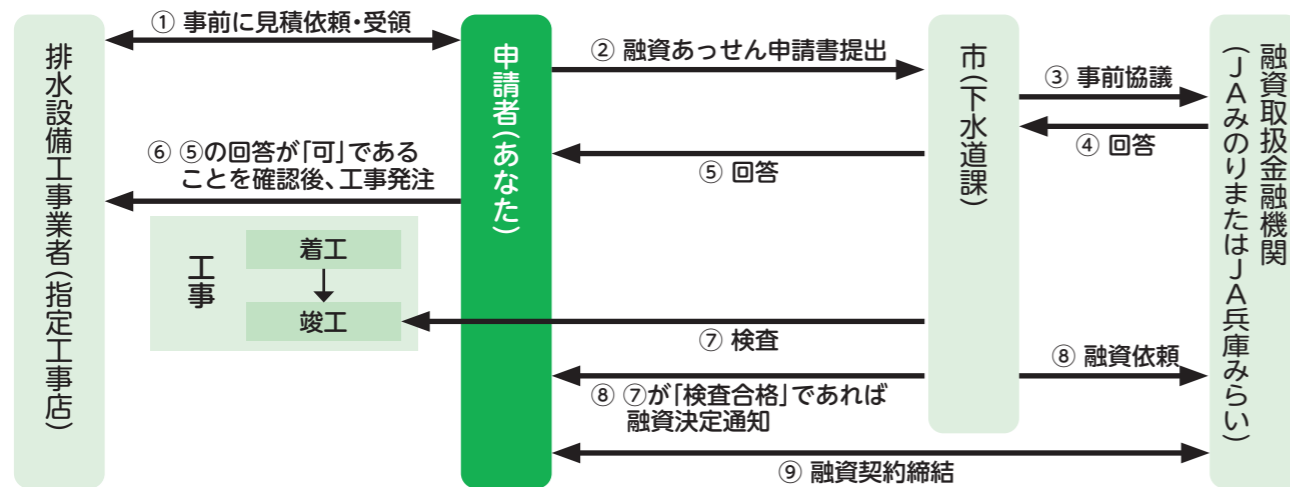 ① 事前に見積依頼・受領
② 融資あっせん申請書提出
③ 事前協議
④ 回答
⑤ 回答
⑥ ⑤の回答が「可」である
ことを確認後、工事発注
工事
着工
竣工
⑦ 検査
⑧ ⑦が「検査合格」であれば
融資決定通知
⑧ 融資依頼
⑨ 融資契約締結
排水設備工事業者(指定工事店)
申請者(あなた)
市(下水道課)
融資取扱金融機関
(JAみのりまたはJA兵庫みらい)